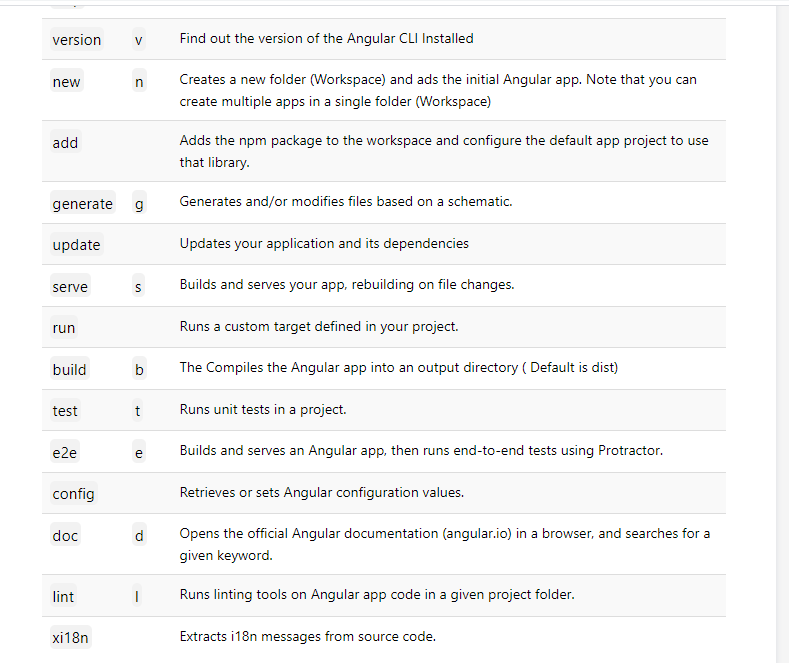 version v Find out the version of the Angular CLI Installed
new n Creates a new folder (Workspace) and ads the initial Angular app. Note that you can
create multiple apps in a single folder (Workspace)
add Adds the npm package to the workspace and configure the default app project to use
that library.
generate g Generates and/or modifies files based on a schematic.
update Updates your application and its dependencies
serve s Builds and serves your app, rebuilding on file changes.
run Runs a custom target defined in your project.
build b The Compiles the Angular app into an output directory ( Default is dist)
test t Runs unit tests in a project.
e2e e Builds and serves an Angular app, then runs end-to-end tests using Protractor.
config Retrieves or sets Angular configuration values.
doc d Opens the official Angular documentation (angular.io) in a browser, and searches for a
given keyword.
lint l Runs linting tools on Angular app code in a given project folder.
xi18n Extracts i18n messages from source code.